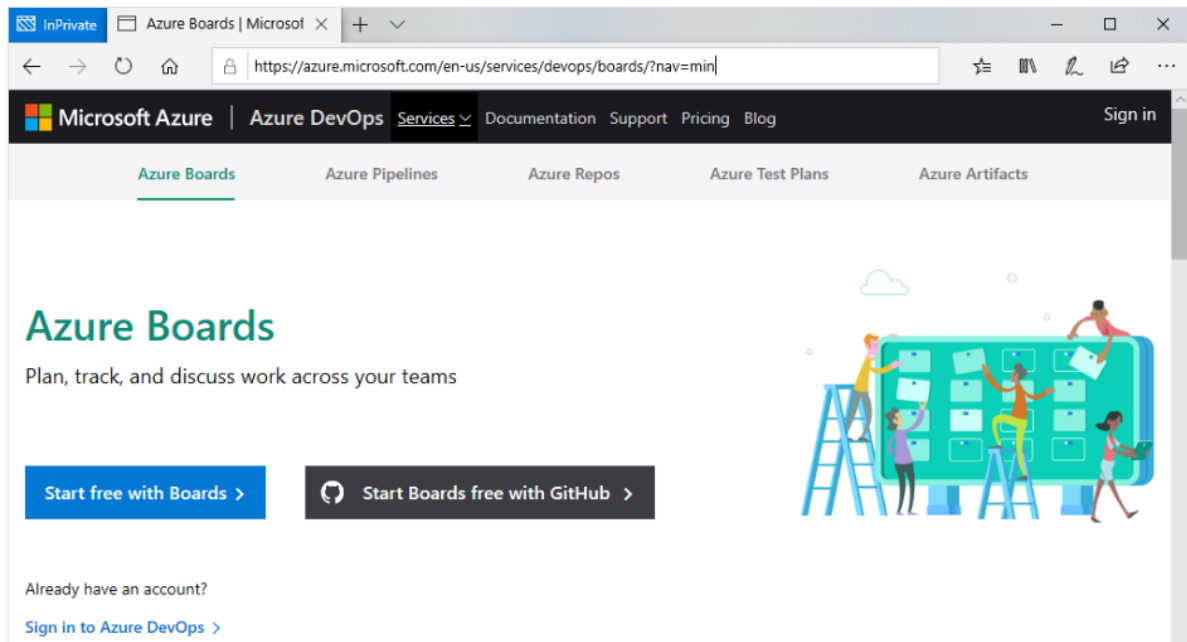 InPrivate Azure Boards | Microsof
https://azure.microsoft.com/en-us/services/devops/boards/?nav=min
Microsoft Azure | Azure DevOps Services Documentation Support Pricing Blog Sign in
Azure Boards Azure Pipelines Azure Repos Azure Test Plans Azure Artifacts
Azure Boards
Plan, track, and discuss work across your teams
Start free with Boards > Start Boards free with GitHub >
Already have an account?
Sign in to Azure DevOps >